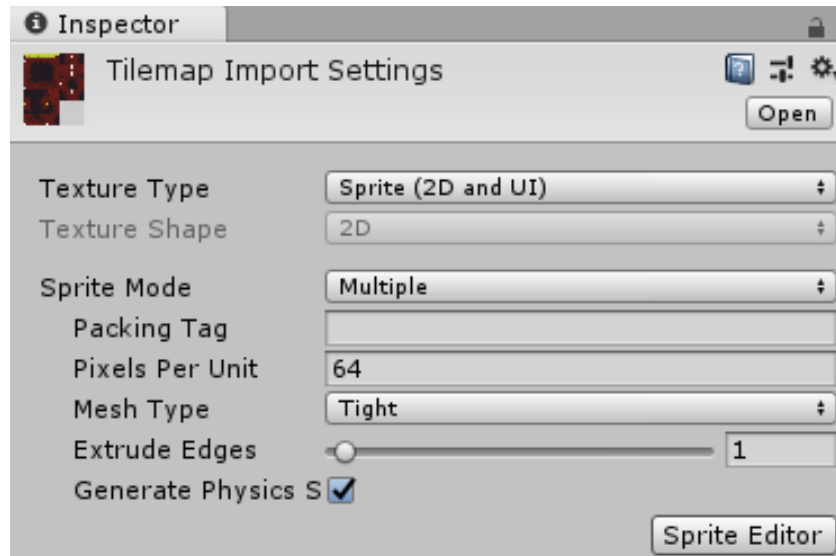 Inspector
Tilemap Import Settings
Open
Texture Type Sprite (2D and UI)
Texture Shape 2D
Sprite Mode Multiple
Packing Tag
Pixels Per Unit 64
Mesh Type Tight
Extrude Edges 1
Generate Physics S
Sprite Editor